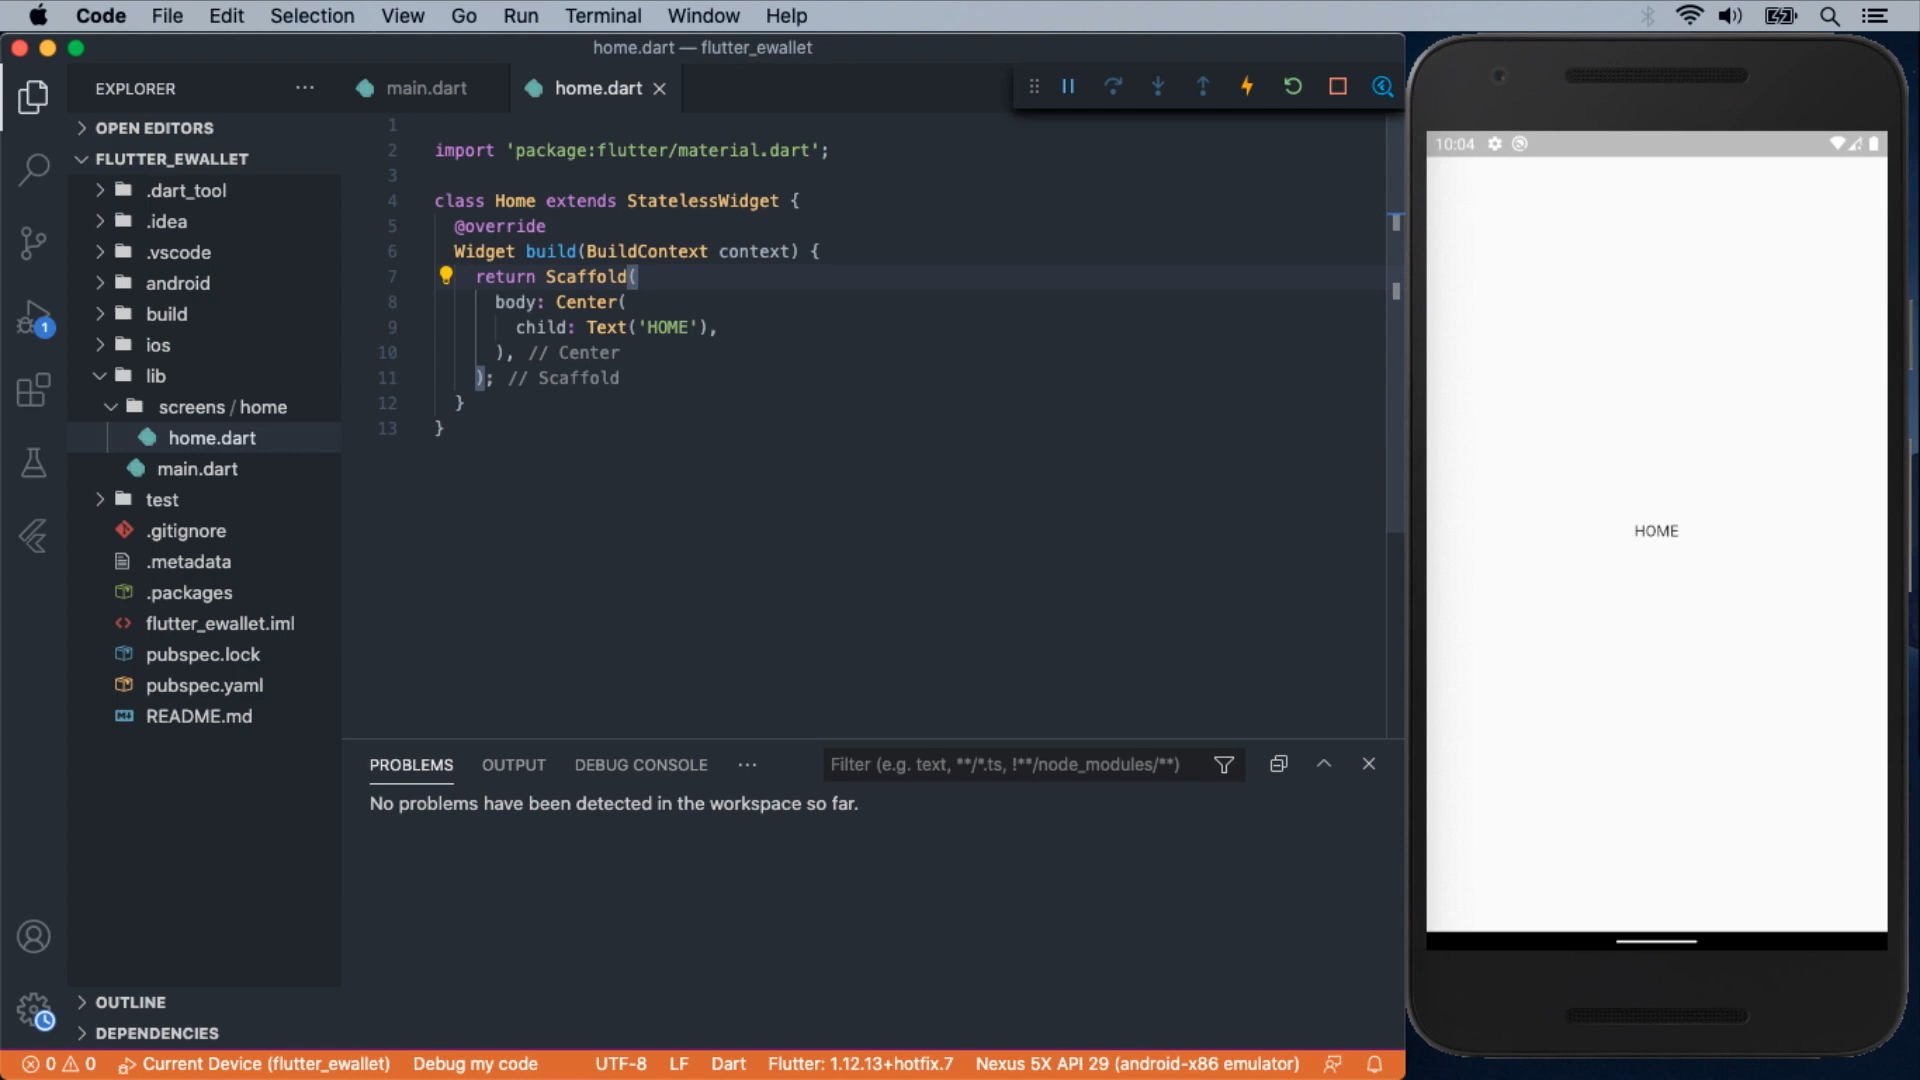 Code File Edit Selection View Go Run Terminal Window Help
home.dart — flutter_ewallet
EXPLORER
main.dart
home.dart
OPEN EDITORS
FLUTTER_EWALLET
.dart_tool
.idea
.vscode
android
build
ios
lib
screens / home
home.dart
main.dart
test
.gitignore
.metadata
.packages
flutter_ewallet.iml
pubspec.lock
pubspec.yaml
README.md
OUTLINE
DEPENDENCIES
1
1
2 import 'package:flutter/material.dart';
3
4 class Home extends StatelessWidget {
5 @override
6 Widget build(BuildContext context) {
7 return Scaffold(
8 body: Center(
9 child: Text('HOME'),
10 ), // Center
11 ); // Scaffold
12 }
13 }
PROBLEMS OUTPUT DEBUG CONSOLE ··· Filter (e.g. text, **/*.ts, !**/node_modules/**)
No problems have been detected in the workspace so far.
0 0 Current Device (flutter_ewallet) Debug my code UTF-8 LF Dart Flutter: 1.12.13+hotfix.7 Nexus 5X API 29 (android-x86 emulator)
10:04
HOME